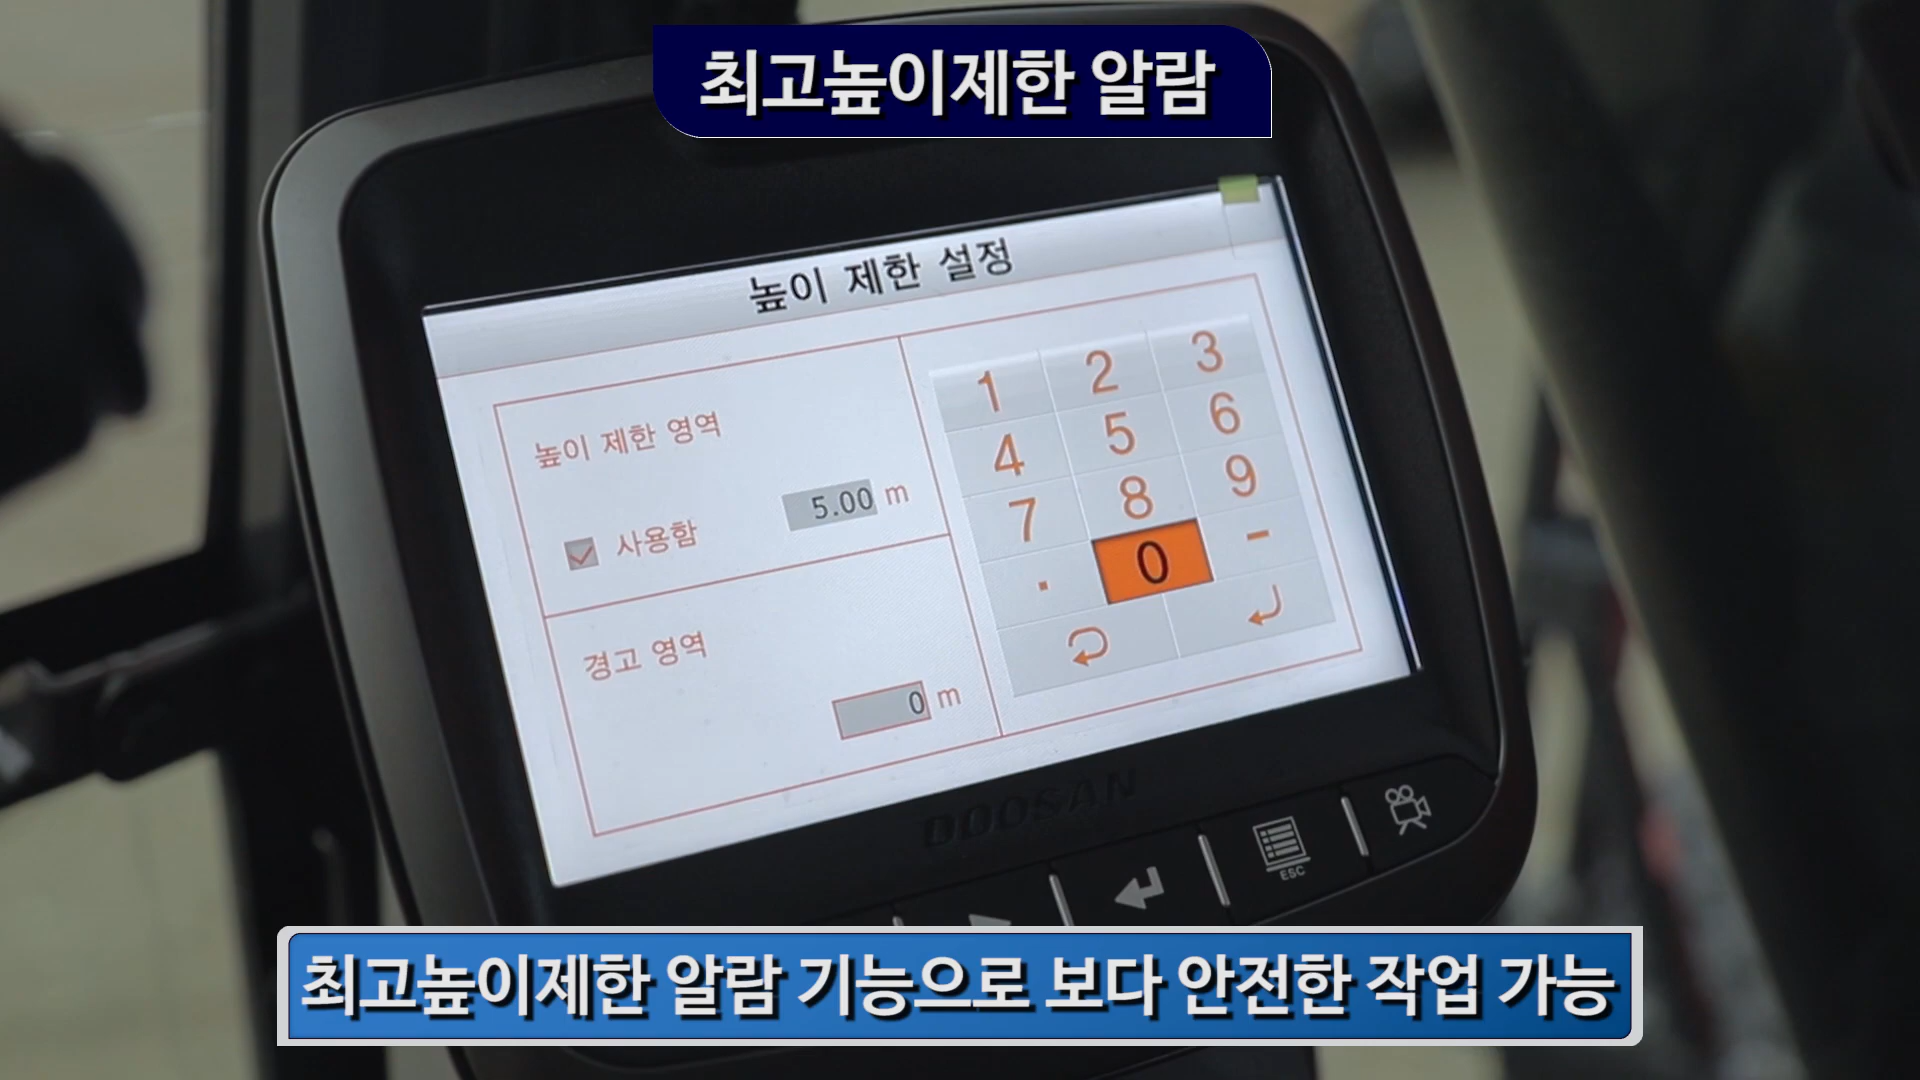 최고높이제한 알람
높이 제한 설정
높이 제한 영역
사용함
5.00 m
경고 영역
0 m
1 2 3
4 5 6
7 8 9
. 0 -
DOOSAN
ESC
최고높이제한 알람 기능으로 보다 안전한 작업 가능